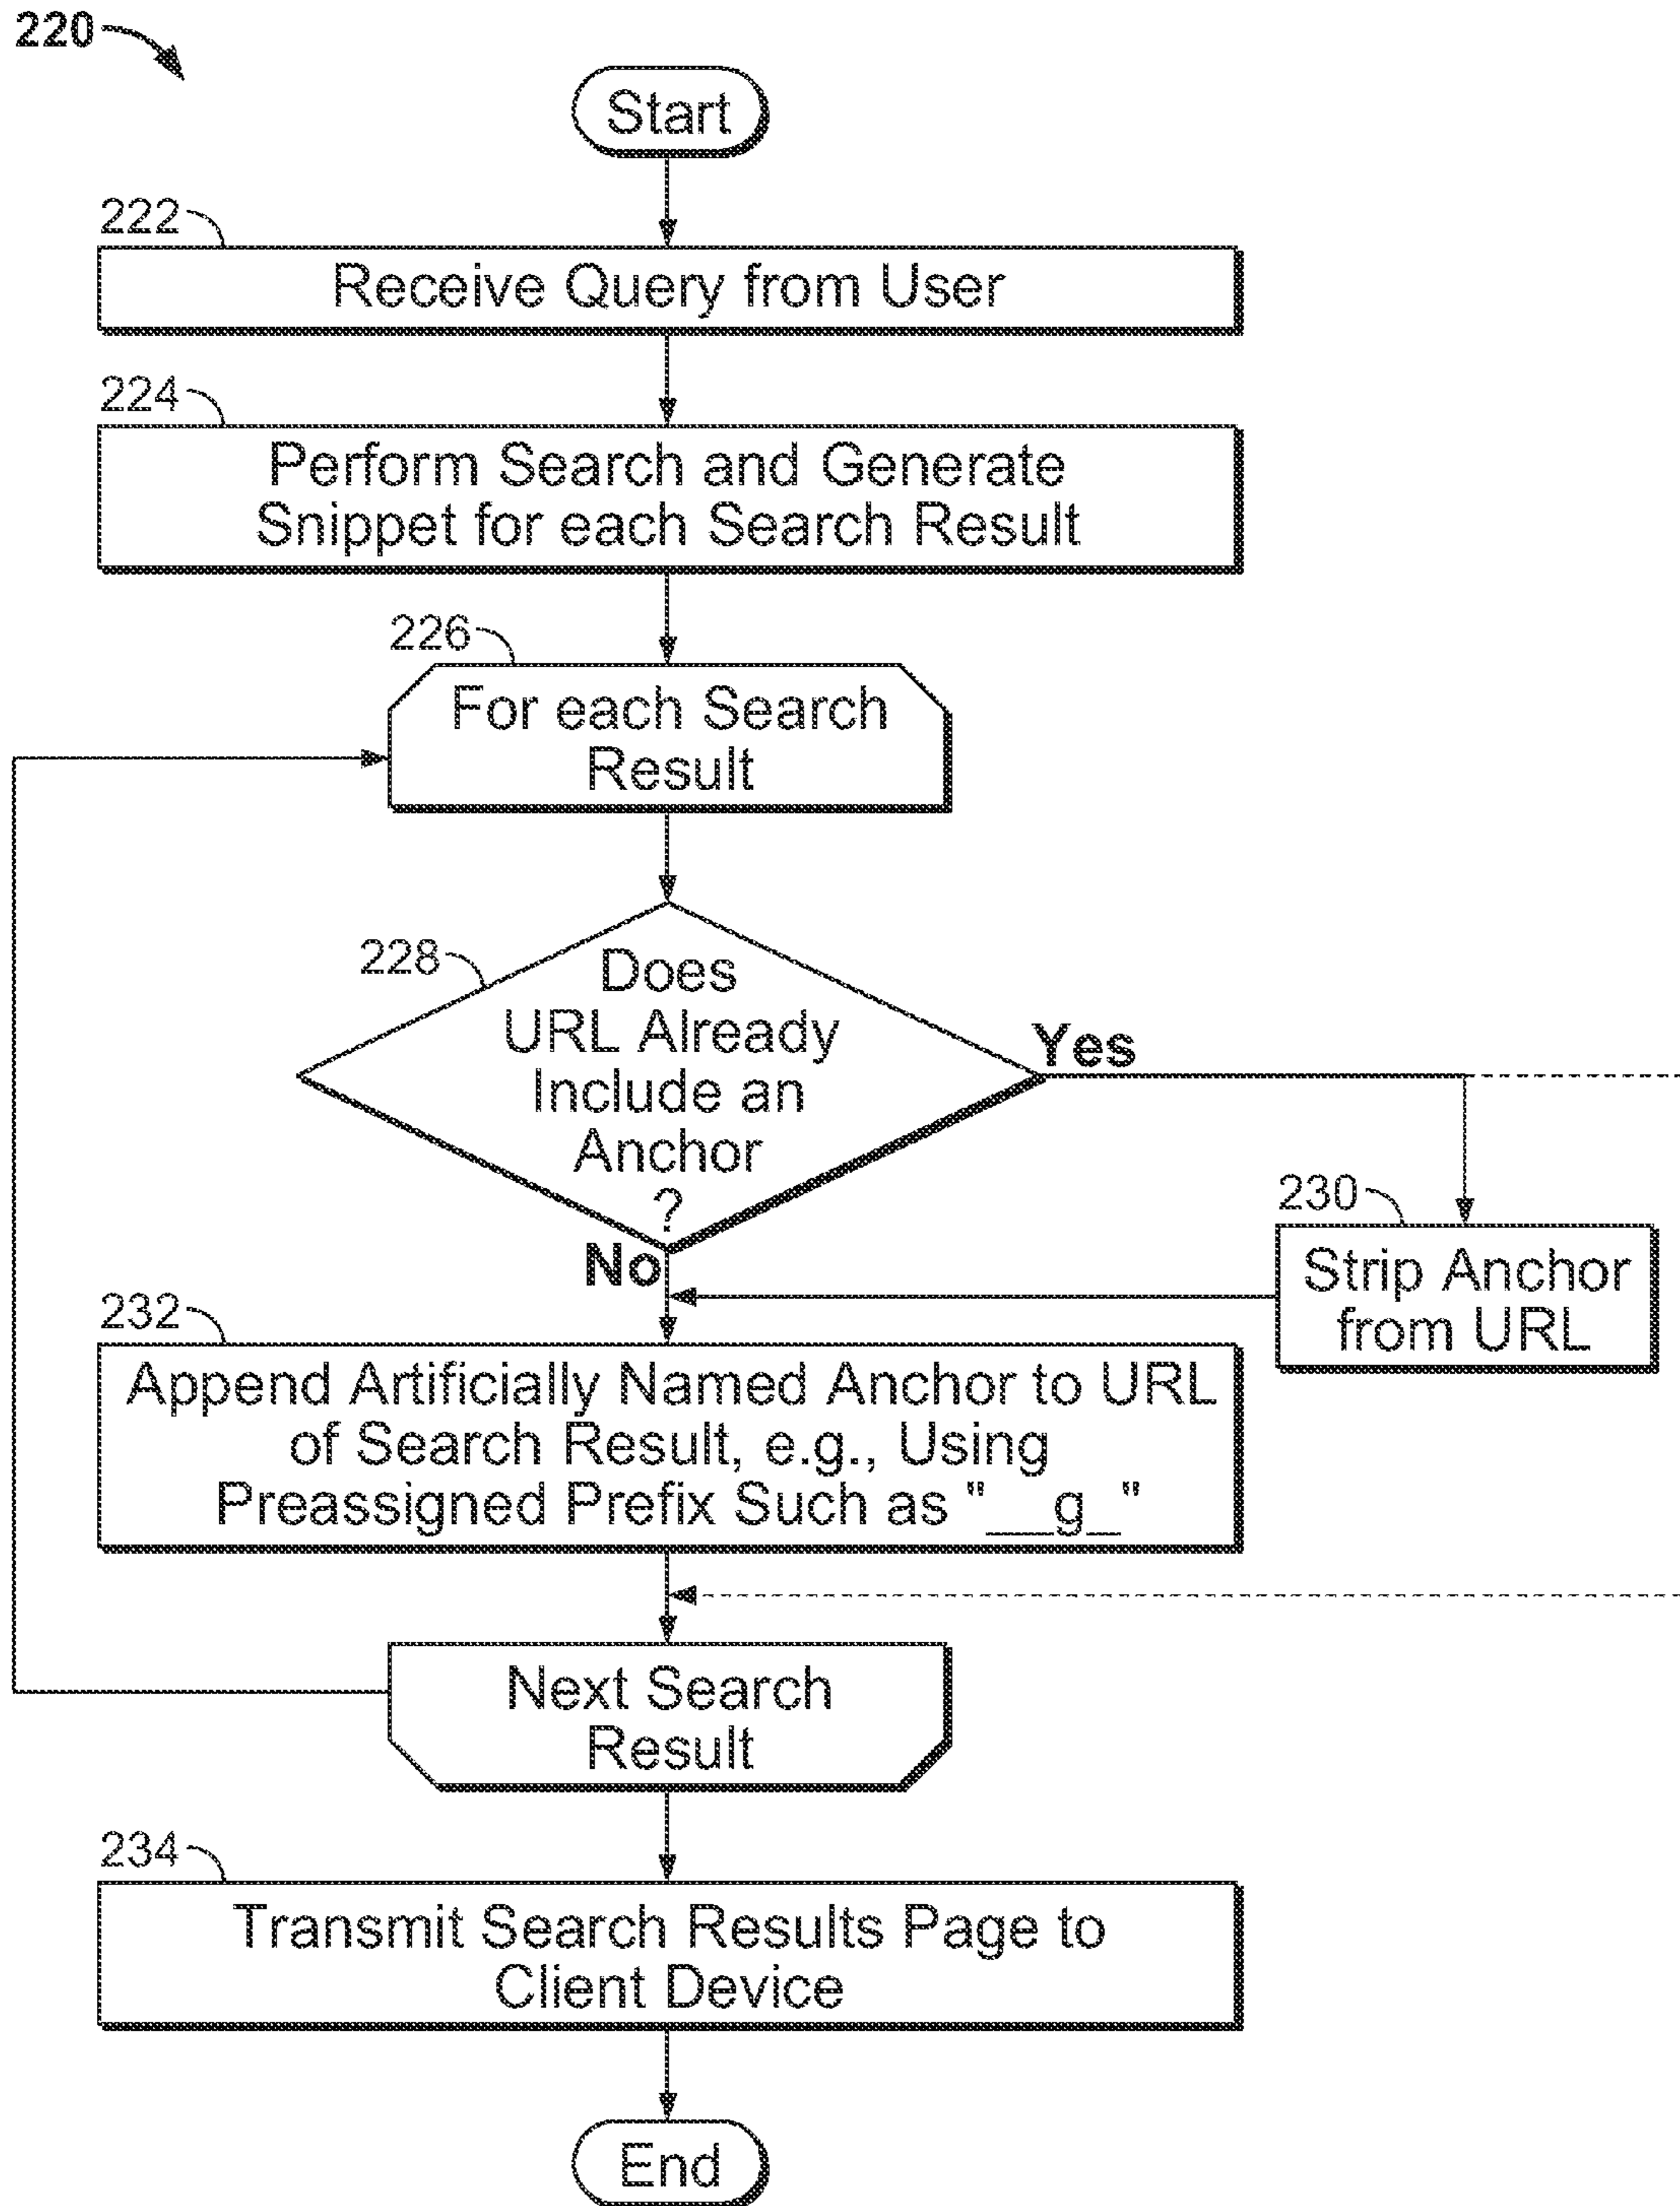 220
Start
222
Receive Query from User
224
Perform Search and Generate
Snippet for each Search Result
226
For each Search
Result
228
Does
URL Already
Include an
Anchor
?
Yes
No
230
Strip Anchor
from URL
232
Append Artificially Named Anchor to URL
of Search Result, e.g., Using
Preassigned Prefix Such as "___g_"
Next Search
Result
234
Transmit Search Results Page to
Client Device
End